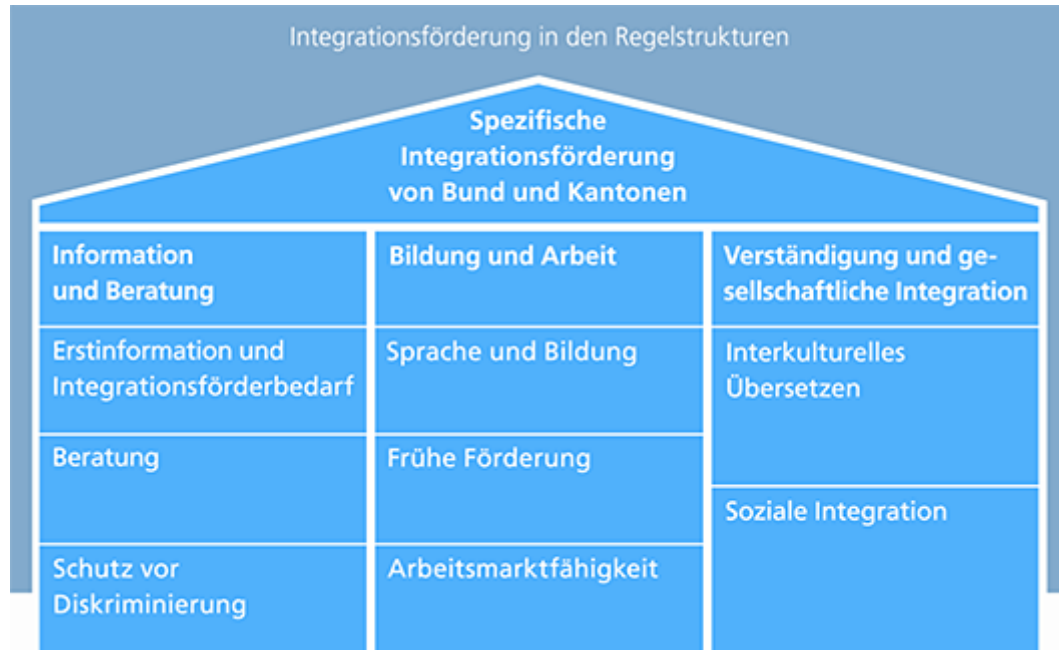 Integrationsförderung in den Regelstrukturen
Spezifische
Integrationsförderung
von Bund und Kantonen
Information
und Beratung
Erstinformation und
Integrationsförderbedarf
Beratung
Schutz vor
Diskriminierung
Bildung und Arbeit
Sprache und Bildung
Frühe Förderung
Arbeitsmarktfähigkeit
Verständigung und ge-
sellschaftliche Integration
Interkulturelles
Übersetzen
Soziale Integration